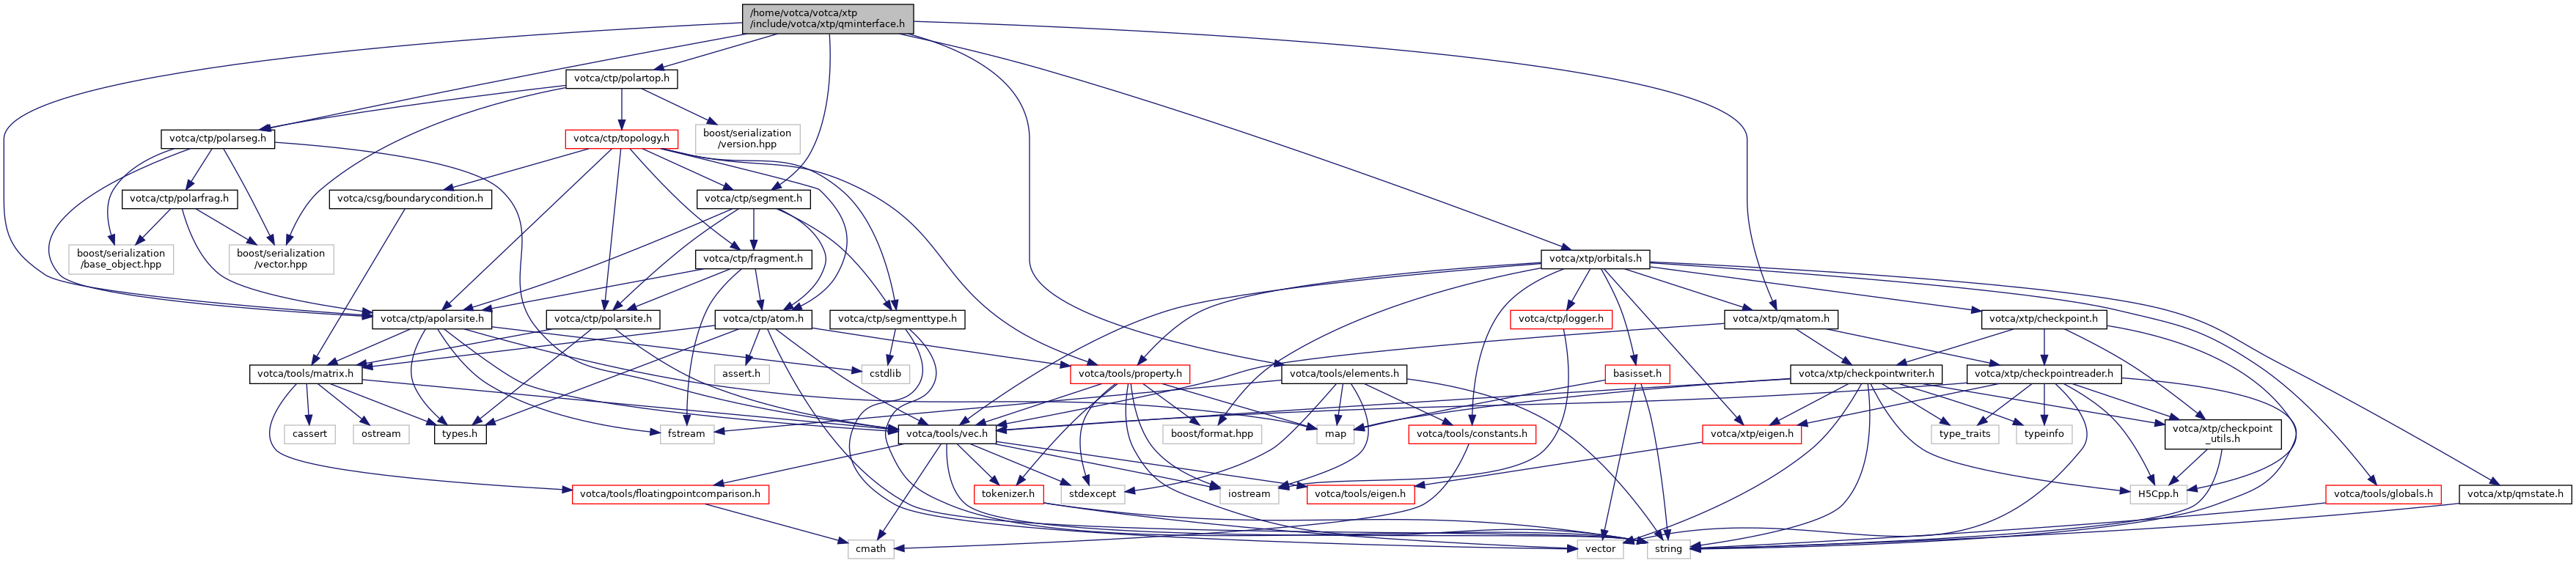 /home/votca/votca/xtp
/include/votca/xtp/qminterface.h
votca/ctp/polartop.h
votca/ctp/polarseg.h
votca/ctp/topology.h
boost/serialization
/version.hpp
votca/ctp/polarfrag.h
votca/csg/boundarycondition.h
votca/ctp/segment.h
boost/serialization
/base_object.hpp
boost/serialization
/vector.hpp
votca/ctp/fragment.h
votca/xtp/orbitals.h
votca/ctp/apolarsite.h
votca/ctp/polarsite.h
votca/ctp/atom.h
votca/ctp/segmenttype.h
votca/ctp/logger.h
votca/xtp/qmatom.h
votca/xtp/checkpoint.h
votca/tools/matrix.h
assert.h
cstdlib
votca/tools/property.h
votca/tools/elements.h
basisset.h
votca/xtp/checkpointwriter.h
votca/xtp/checkpointreader.h
cassert
ostream
types.h
fstream
votca/tools/vec.h
boost/format.hpp
map
votca/tools/constants.h
votca/xtp/eigen.h
type_traits
typeinfo
votca/xtp/checkpoint
_utils.h
votca/tools/floatingpointcomparison.h
tokenizer.h
stdexcept
iostream
votca/tools/eigen.h
H5Cpp.h
votca/tools/globals.h
votca/xtp/qmstate.h
cmath
vector
string